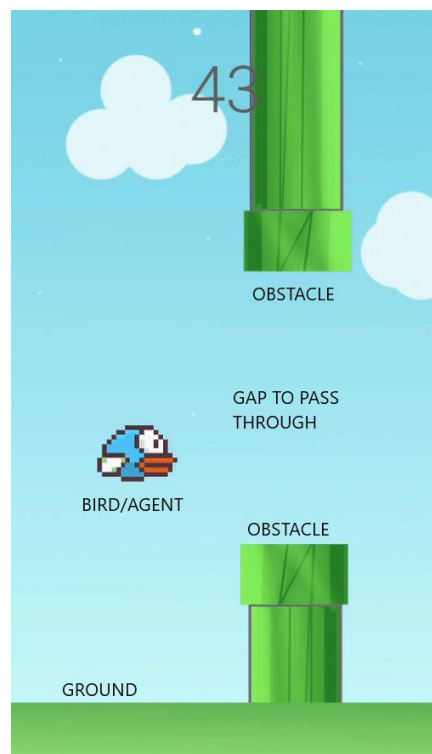 43
OBSTACLE
GAP TO PASS
THROUGH
BIRD/AGENT
OBSTACLE
GROUND